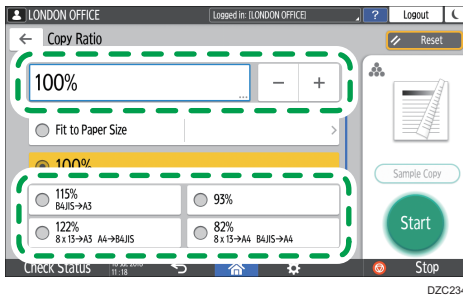 LONDON OFFICE
Logged in: [LONDON OFFICE]
?
Logout
Copy Ratio
Reset
100%
...
−
+
Fit to Paper Size
>
100%
Sample Copy
115%
B4JIS→A3
93%
122%
8 x 13→A3 A4→B4JIS
82%
8 x 13→A4 B4JIS→A4
Start
Check Status
11:18
Stop
DZC234